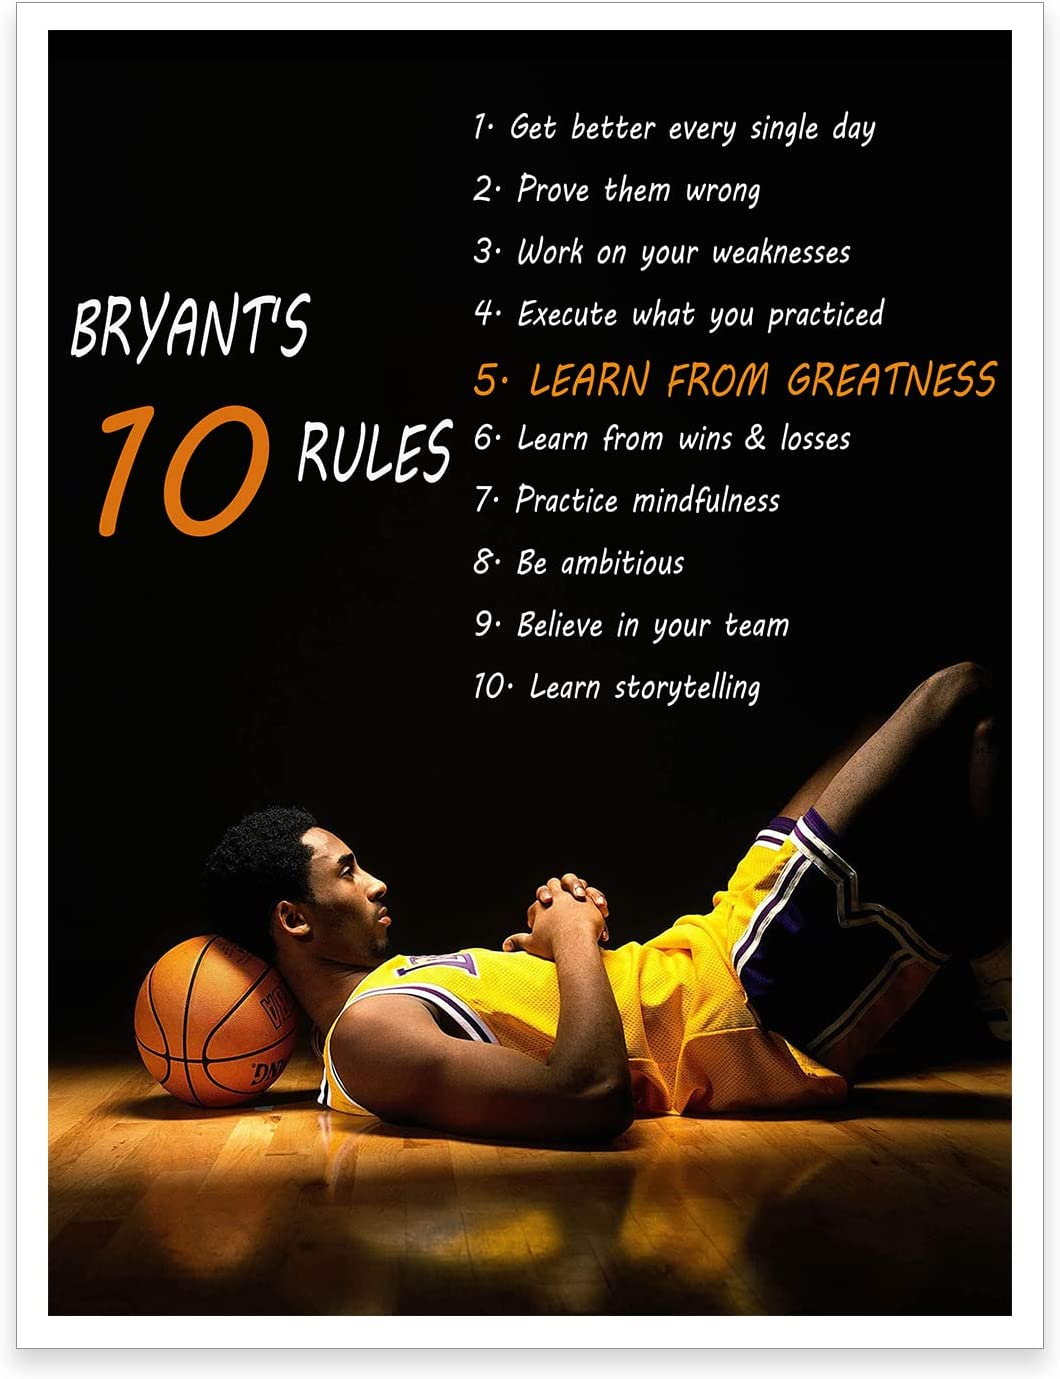 BRYANT'S
10 RULES
1. Get better every single day
2. Prove them wrong
3. Work on your weaknesses
4. Execute what you practiced
5. LEARN FROM GREATNESS
6. Learn from wins & losses
7. Practice mindfulness
8. Be ambitious
9. Believe in your team
10. Learn storytelling